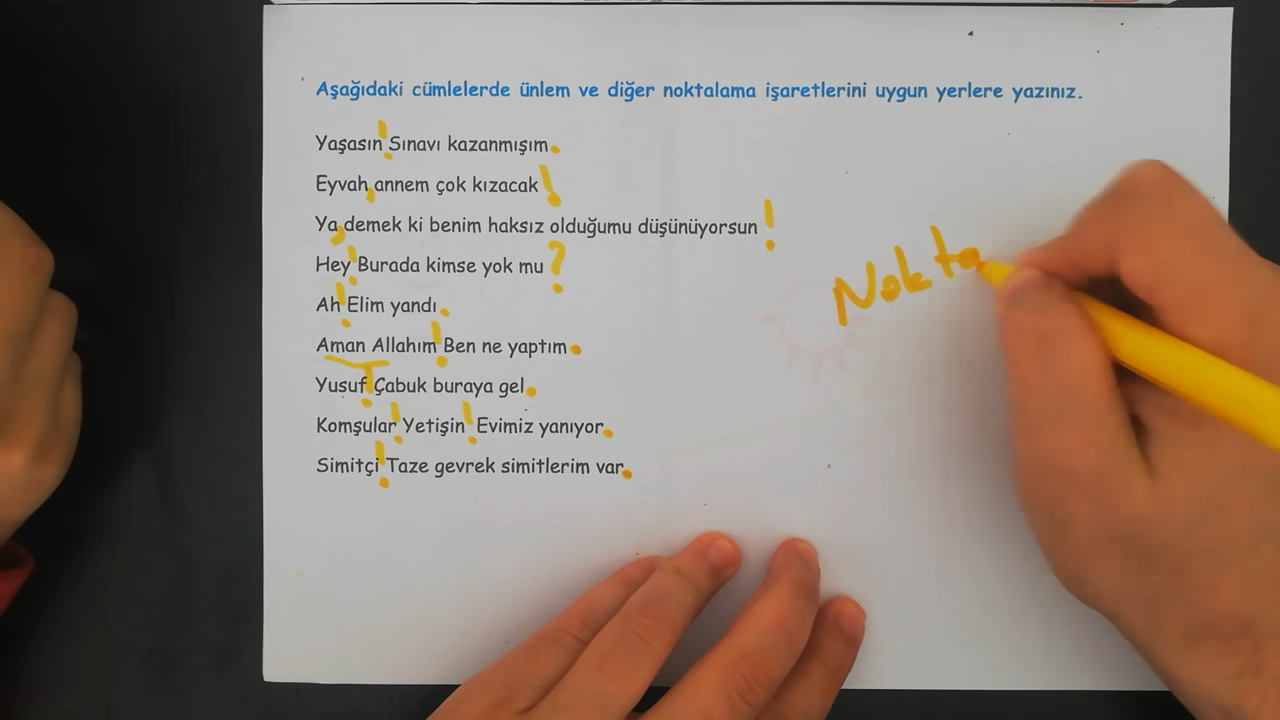 Aşağıdaki cümlelerde ünlem ve diğer noktalama işaretlerini uygun yerlere yazınız.
Yaşasın! Sınavı kazanmışım.
Eyvah, annem çok kızacak!
Ya, demek ki benim haksız olduğumu düşünüyorsun!
Hey! Burada kimse yok mu?
Ah! Elim yandı.
Aman Allahım! Ben ne yaptım.
Yusuf! Çabuk buraya gel.
Komşular! Yetişin! Evimiz yanıyor.
Simitçi! Taze gevrek simitlerim var.
Nokta